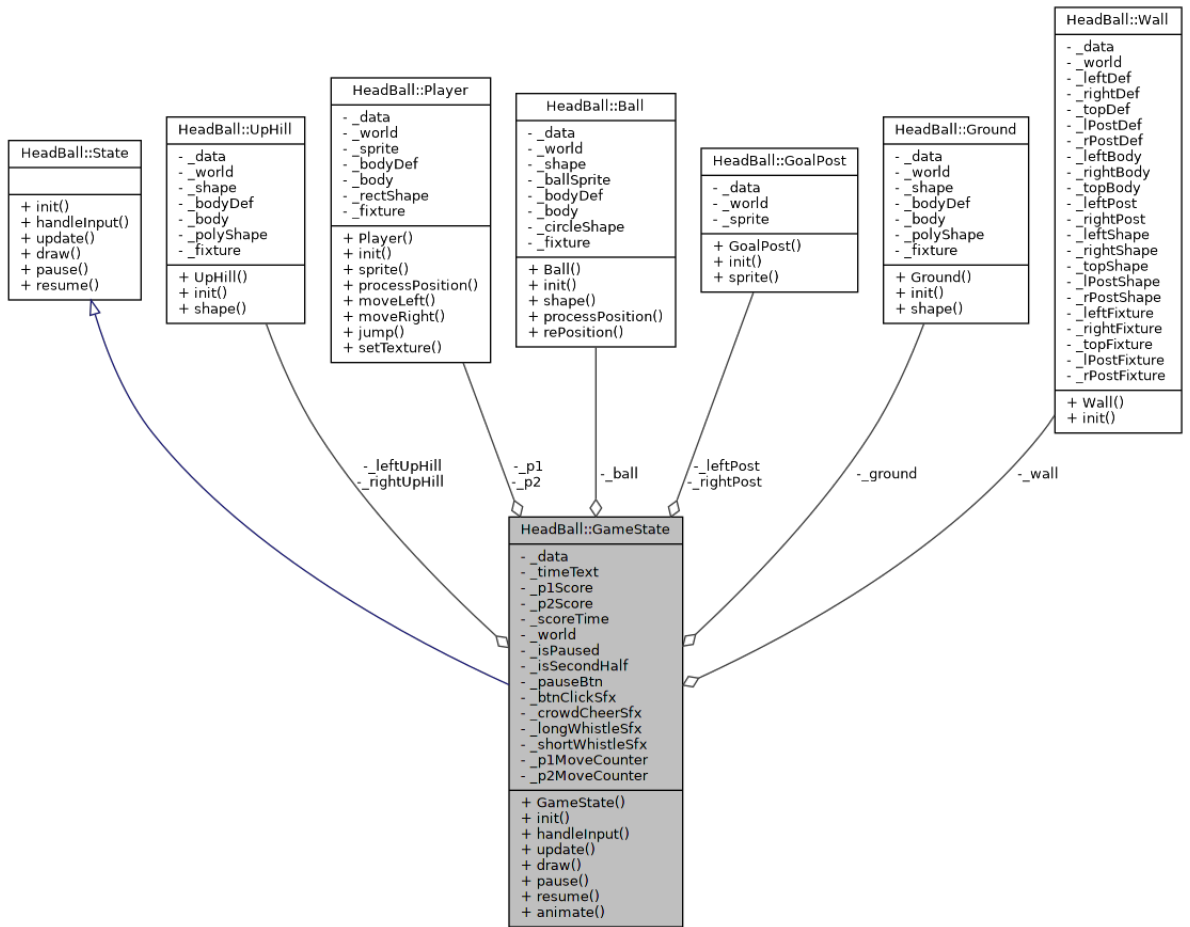 HeadBall::State
+ init()
+ handleInput()
+ update()
+ draw()
+ pause()
+ resume()
HeadBall::UpHill
- _data
- _world
- _shape
- _bodyDef
- _body
- _polyShape
- _fixture
+ UpHill()
+ init()
+ shape()
HeadBall::Player
- _data
- _world
- _sprite
- _bodyDef
- _body
- _rectShape
- _fixture
+ Player()
+ init()
+ sprite()
+ processPosition()
+ moveLeft()
+ moveRight()
+ jump()
+ setTexture()
HeadBall::Ball
- _data
- _world
- _shape
- _ballSprite
- _bodyDef
- _body
- _circleShape
- _fixture
+ Ball()
+ init()
+ shape()
+ processPosition()
+ rePosition()
HeadBall::GoalPost
- _data
- _world
- _sprite
+ GoalPost()
+ init()
+ sprite()
HeadBall::Ground
- _data
- _world
- _shape
- _bodyDef
- _body
- _polyShape
- _fixture
+ Ground()
+ init()
+ shape()
HeadBall::Wall
- _data
- _world
- _leftDef
- _rightDef
- _topDef
- _lPostDef
- _rPostDef
- _leftBody
- _rightBody
- _topBody
- _leftPost
- _rightPost
- _leftShape
- _rightShape
- _topShape
- _lPostShape
- _rPostShape
- _leftFixture
- _rightFixture
- _topFixture
- _lPostFixture
- _rPostFixture
+ Wall()
+ init()
-_leftUpHill
-_rightUpHill
-_p1
-_p2
-_ball
-_leftPost
-_rightPost
-_ground
-_wall
HeadBall::GameState
- _data
- _timeText
- _p1Score
- _p2Score
- _scoreTime
- _world
- _isPaused
- _isSecondHalf
- _pauseBtn
- _btnClickSfx
- _crowdCheerSfx
- _longWhistleSfx
- _shortWhistleSfx
- _p1MoveCounter
- _p2MoveCounter
+ GameState()
+ init()
+ handleInput()
+ update()
+ draw()
+ pause()
+ resume()
+ animate()